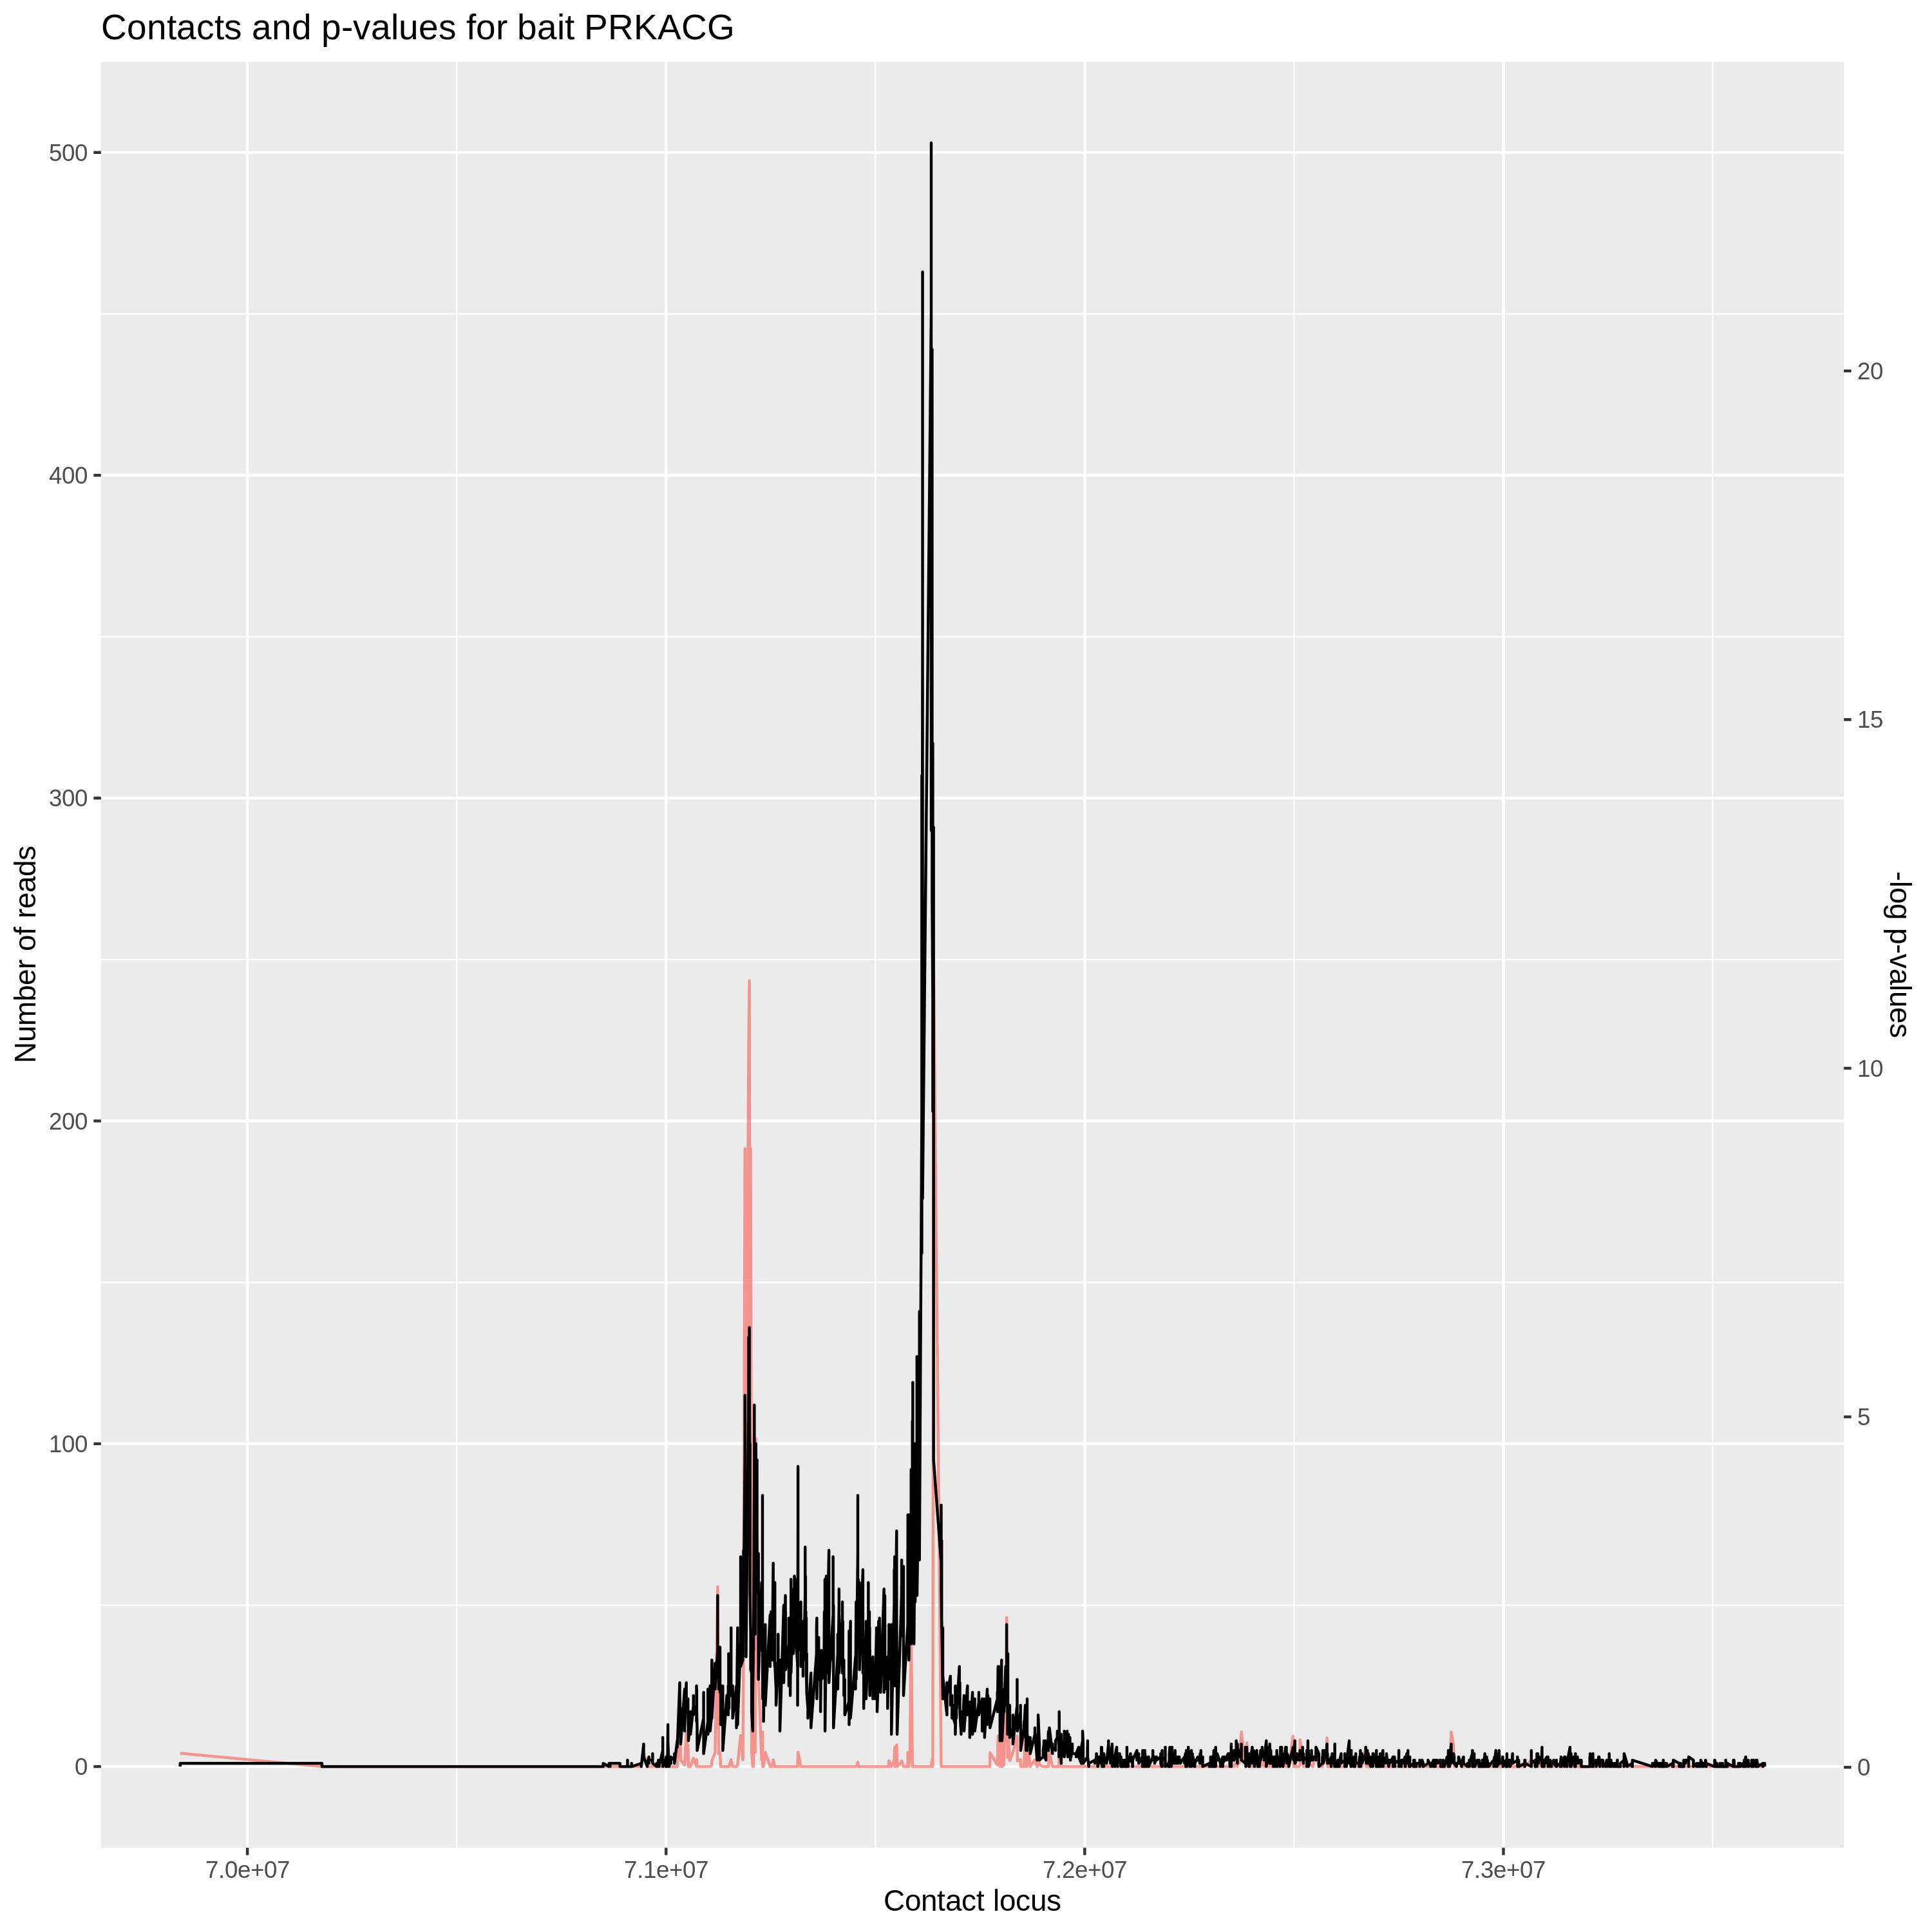 Contacts and p-values for bait PRKACG
500
400
300
200
100
0
Number of reads
20
15
10
5
0
-log p-values
7.0e+07
7.1e+07
7.2e+07
7.3e+07
Contact locus